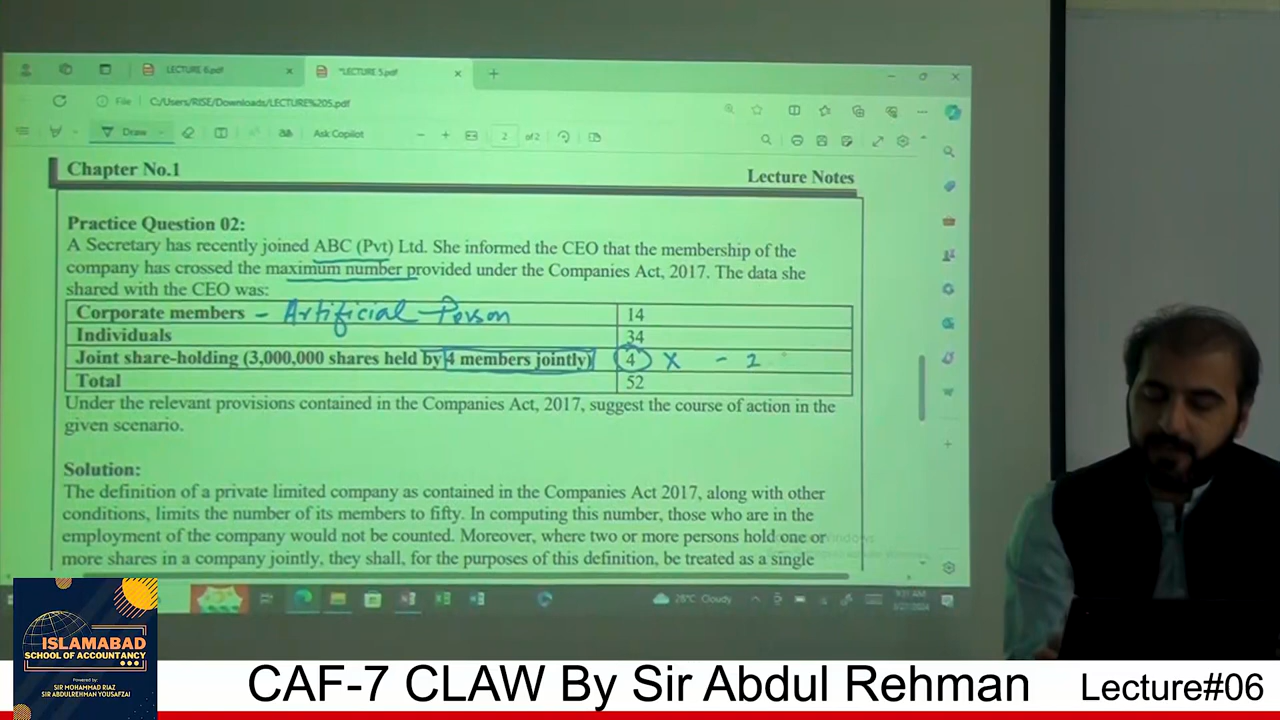 LECTURE 6.pdf
*LECTURE 5.pdf
File C:/Users/RISE/Downloads/LECTURE%205.pdf
Draw
Ask Copilot
2 of 2
Chapter No.1
Lecture Notes
Practice Question 02:
A Secretary has recently joined ABC (Pvt) Ltd. She informed the CEO that the membership of the
company has crossed the maximum number provided under the Companies Act, 2017. The data she
shared with the CEO was:
Corporate members - Artificial Person 14
Individuals 34
Joint share-holding (3,000,000 shares held by 4 members jointly) 4 X - 2
Total 52
Under the relevant provisions contained in the Companies Act, 2017, suggest the course of action in the
given scenario.
Solution:
The definition of a private limited company as contained in the Companies Act 2017, along with other
conditions, limits the number of its members to fifty. In computing this number, those who are in the
employment of the company would not be counted. Moreover, where two or more persons hold one or
more shares in a company jointly, they shall, for the purposes of this definition, be treated as a single
28°C Cloudy
ISLAMABAD
SCHOOL OF ACCOUNTANCY
Powered by:
SIR MOHAMMAD RIAZ
SIR ABDULREHMAN YOUSAFZAI
CAF-7 CLAW By Sir Abdul Rehman
Lecture#06